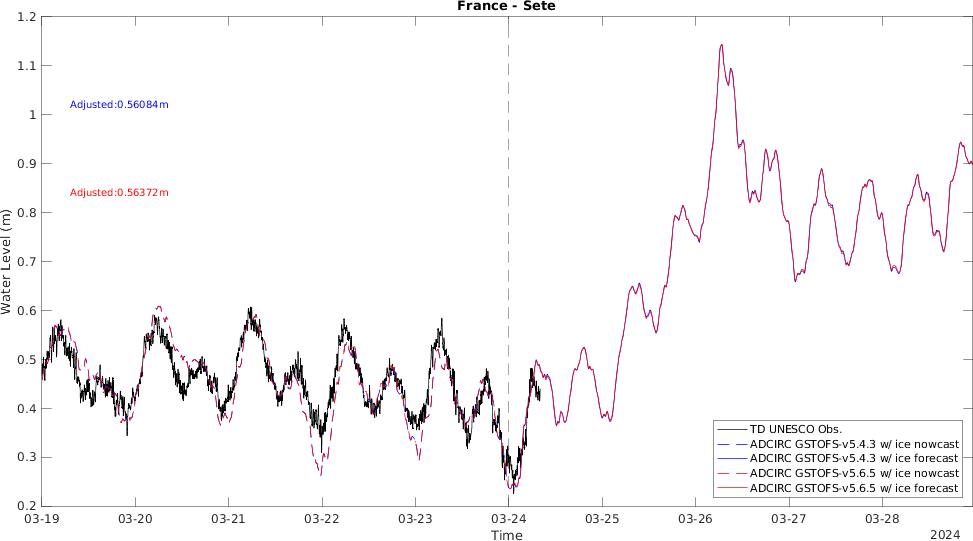 France - Sete
1.2
1.1
1
0.9
0.8
0.7
0.6
0.5
0.4
0.3
0.2
Water Level (m)
Adjusted:0.56084m
Adjusted:0.56372m
TD UNESCO Obs.
ADCIRC GSTOFS-v5.4.3 w/ ice nowcast
ADCIRC GSTOFS-v5.4.3 w/ ice forecast
ADCIRC GSTOFS-v5.6.5 w/ ice nowcast
ADCIRC GSTOFS-v5.6.5 w/ ice forecast
03-19 03-20 03-21 03-22 03-23 03-24 03-25 03-26 03-27 03-28
Time
2024